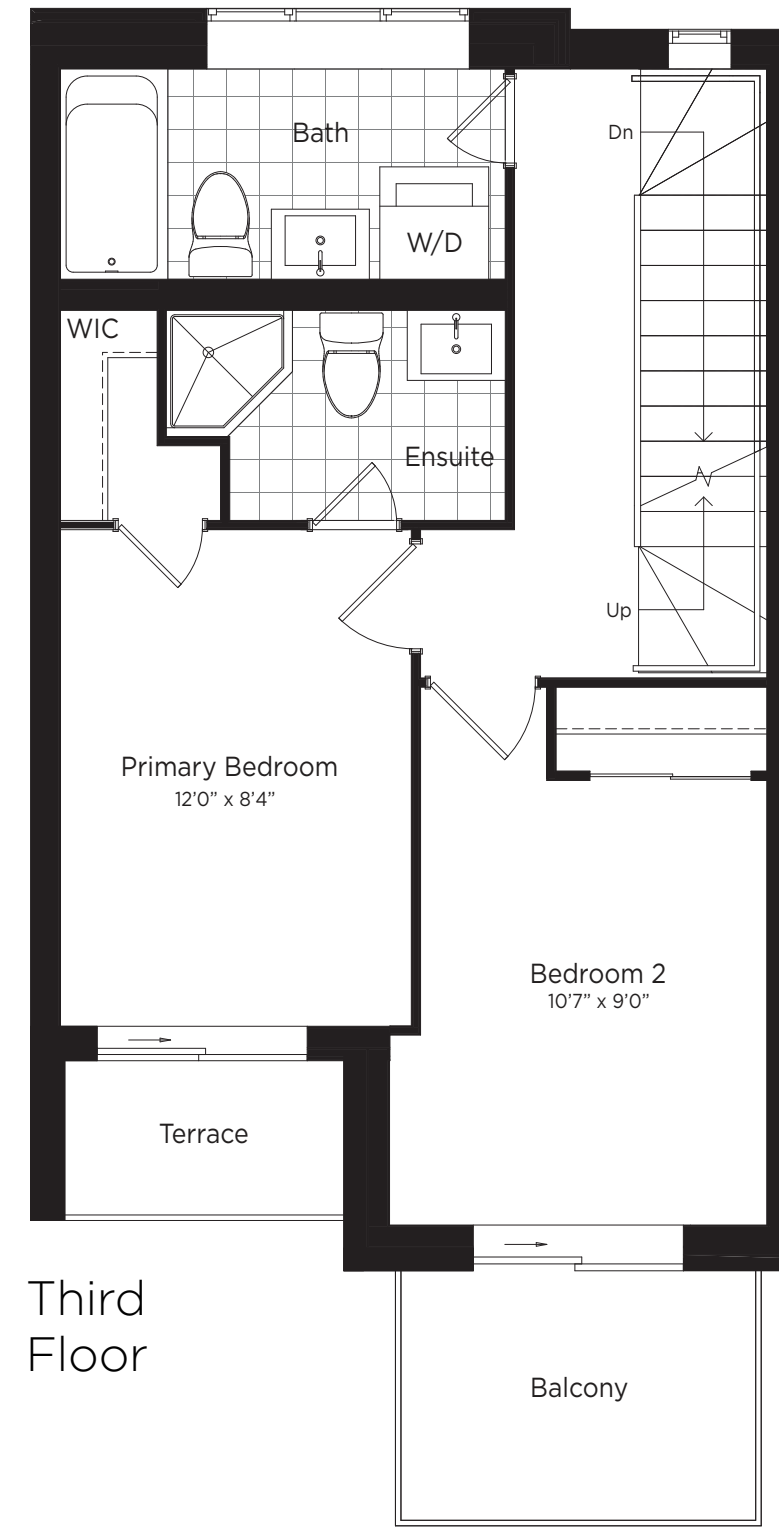 Bath
Dn
W/D
WIC
Ensuite
Up
Primary Bedroom
12’0” x 8’4”
Bedroom 2
10’7” x 9’0”
Terrace
Third
Floor
Balcony